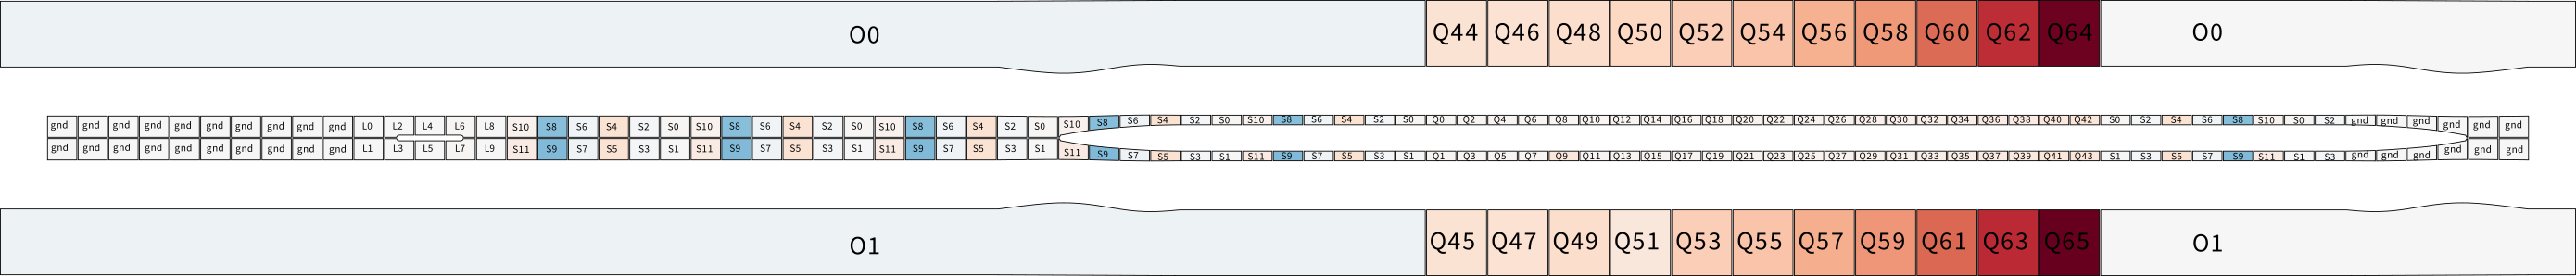 O0 Q44 Q46 Q48 Q50 Q52 Q54 Q56 Q58 Q60 Q62 Q64 O0
gnd gnd gnd gnd gnd gnd gnd gnd gnd gnd L0 L2 L4 L6 L8 S10 S8 S6 S4 S2 S0 S10 S8 S6 S4 S2 S0 S10 S8 S6 S4 S2 S0 S10 S8 S6 S4 S2 S0 S10 S8 S6 S4 S2 S0 Q0 Q2 Q4 Q6 Q8 Q10 Q12 Q14 Q16 Q18 Q20 Q22 Q24 Q26 Q28 Q30 Q32 Q34 Q36 Q38 Q40 Q42 S0 S2 S4 S6 S8 S10 S0 S2 gnd gnd gnd gnd gnd gnd
gnd gnd gnd gnd gnd gnd gnd gnd gnd gnd L1 L3 L5 L7 L9 S11 S9 S7 S5 S3 S1 S11 S9 S7 S5 S3 S1 S11 S9 S7 S5 S3 S1 S11 S9 S7 S5 S3 S1 S11 S9 S7 S5 S3 S1 Q1 Q3 Q5 Q7 Q9 Q11 Q13 Q15 Q17 Q19 Q21 Q23 Q25 Q27 Q29 Q31 Q33 Q35 Q37 Q39 Q41 Q43 S1 S3 S5 S7 S9 S11 S1 S3 gnd gnd gnd gnd gnd gnd
O1 Q45 Q47 Q49 Q51 Q53 Q55 Q57 Q59 Q61 Q63 Q65 O1